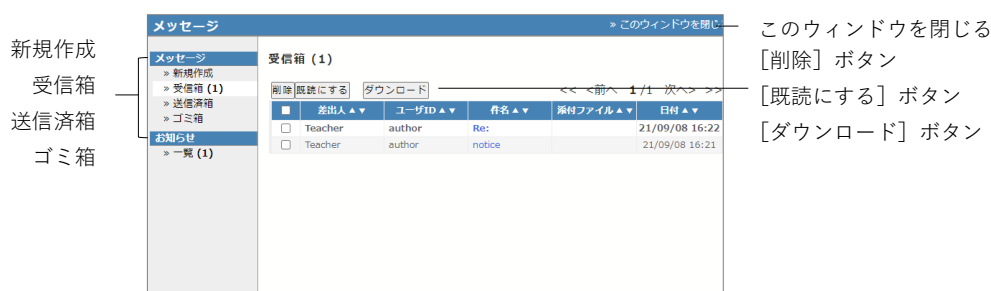 新規作成
受信箱
送信済箱
ゴミ箱
メッセージ
» このウィンドウを閉じ
メッセージ
» 新規作成
» 受信箱 (1)
» 送信済箱
» ゴミ箱
お知らせ
» 一覧 (1)
受信箱 (1)
削除 既読にする ダウンロード
<< <前へ 1 /1 次へ> >>
差出人▲▼ ユーザID▲▼ 件名▲▼ 添付ファイル▲▼ 日付▲▼
Teacher author Re: 21/09/08 16:22
Teacher author notice 21/09/08 16:21
このウィンドウを閉じる
[削除] ボタン
[既読にする] ボタン
[ダウンロード] ボタン